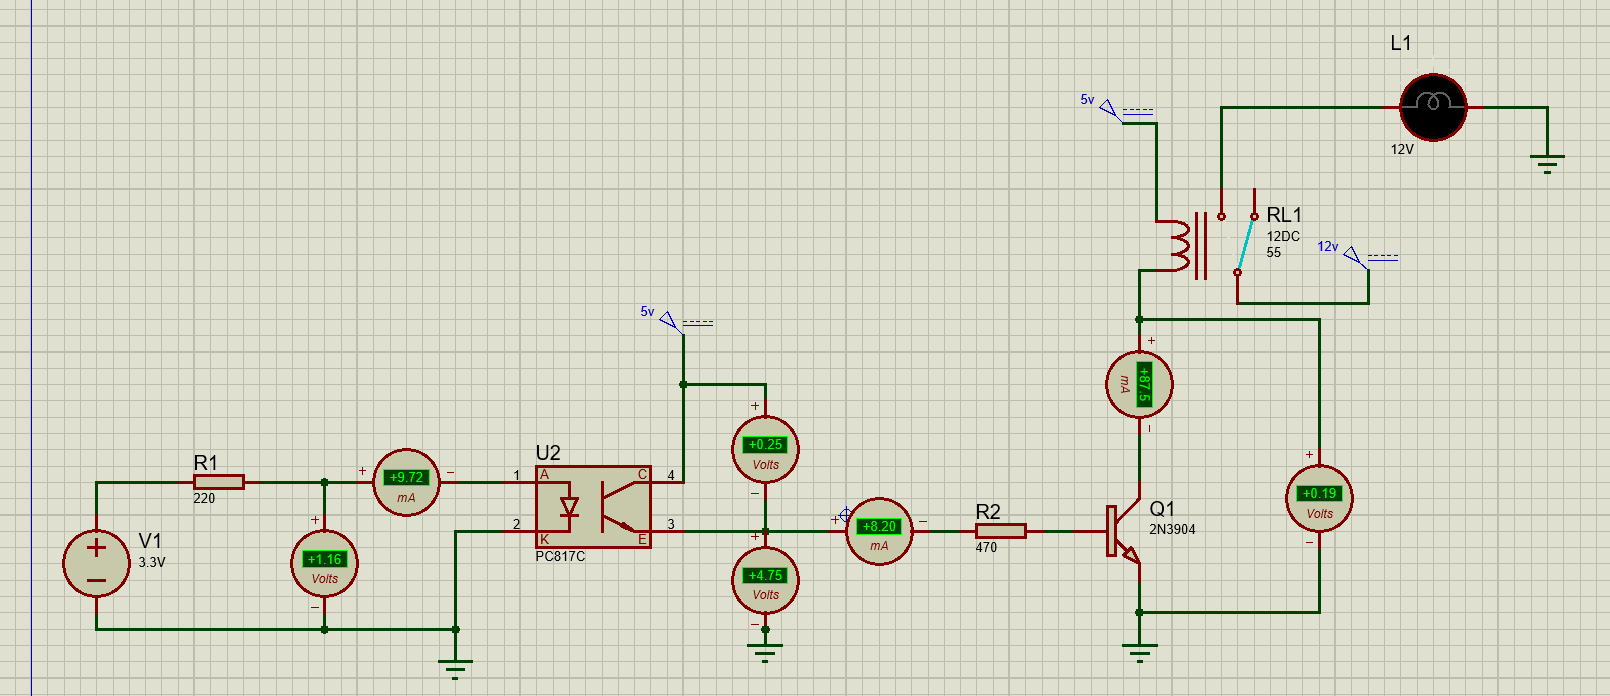 L1
12V
5v
RL1
12DC
55
12v
5v
+
+87.5
mA
-
+
+0.25
Volts
-
U2
A
C
1
4
2
3
K
E
PC817C
R1
220
+
+9.72
mA
-
+
+0.19
Volts
-
V1
3.3V
+
+1.16
Volts
-
+
+8.20
mA
-
R2
470
Q1
2N3904
+
+4.75
Volts
-